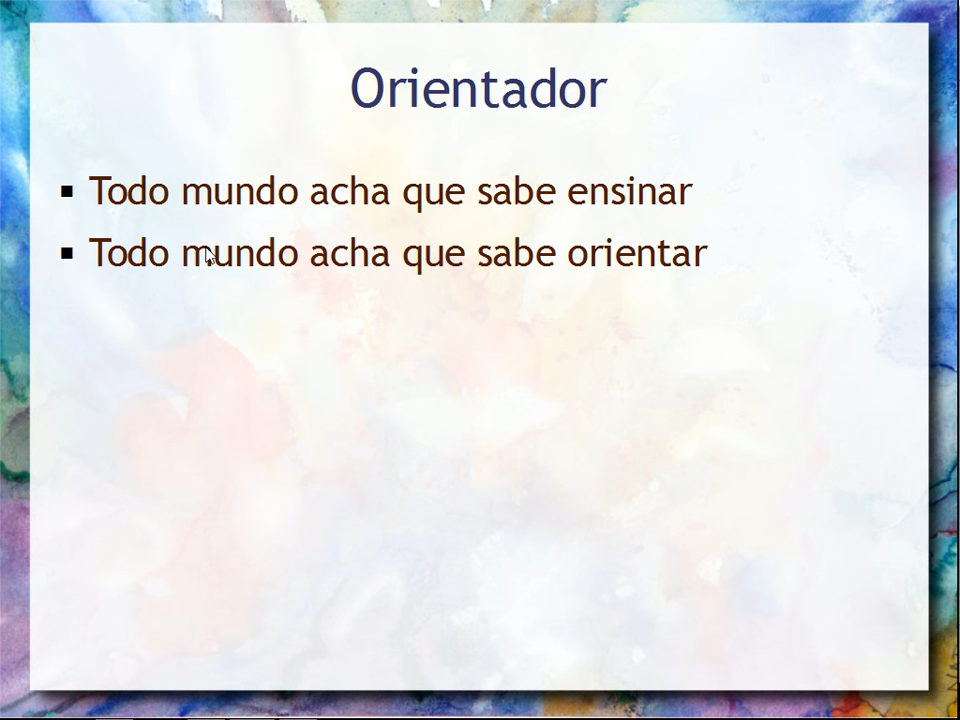 Orientador
Todo mundo acha que sabe ensinar
Todo mundo acha que sabe orientar